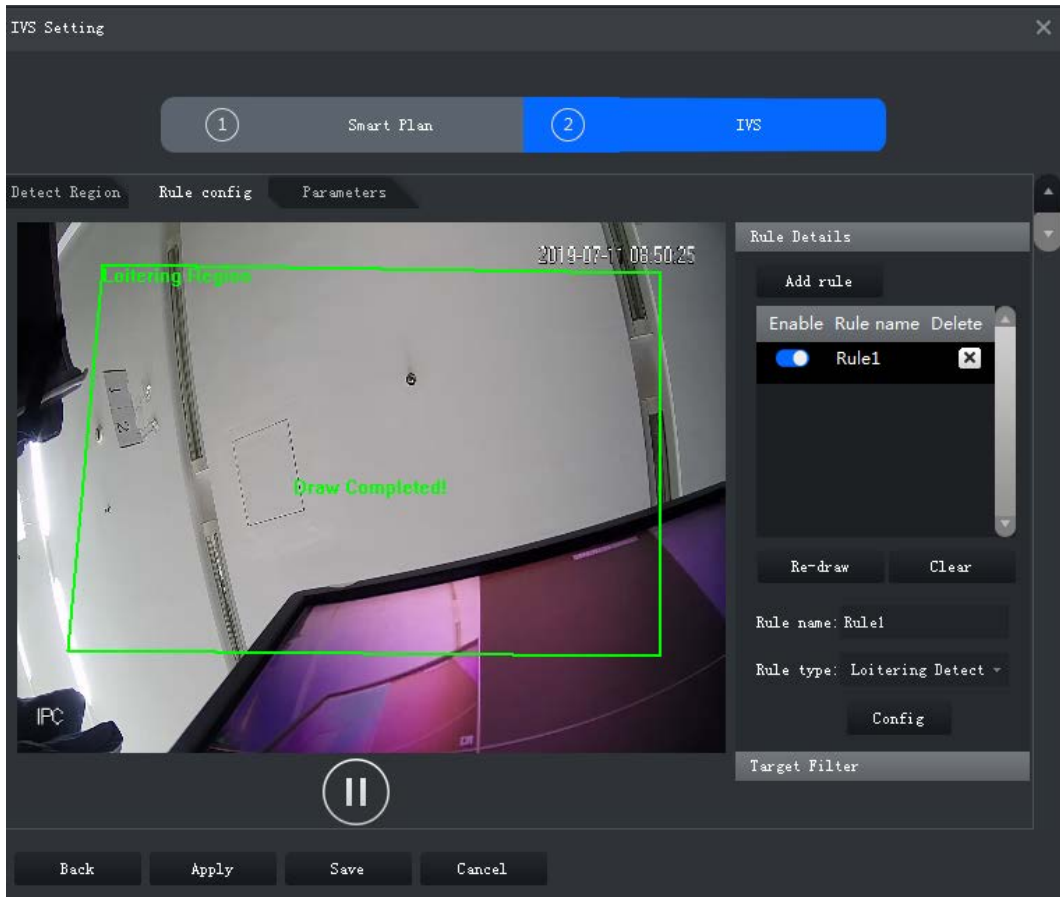 IVS Setting
1 Smart Plan 2 IVS
Detect Region Rule config Parameters
2019-07-11 08:50:25
Loitering Region
1 2
Draw Completed!
IPC
Rule Details
Add rule
Enable Rule name Delete
Rule1
Re-draw Clear
Rule name: Rule1
Rule type: Loitering Detect
Config
Target Filter
Back Apply Save Cancel